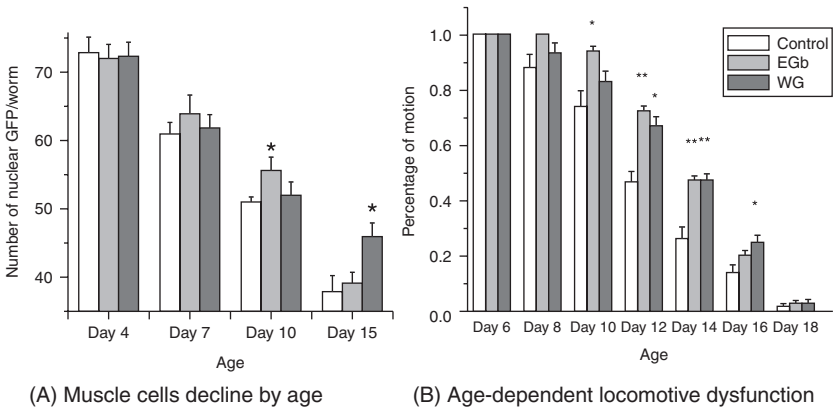 Number of nuclear GFP/worm
70
60
50
40
*
*
Day 4 Day 7 Day 10 Day 15
Age
(A) Muscle cells decline by age
Percentage of motion
1.0
0.8
0.6
0.4
0.2
0.0
*
**
*
** **
*
Control
EGb
WG
Day 6 Day 8 Day 10 Day 12 Day 14 Day 16 Day 18
Age
(B) Age-dependent locomotive dysfunction